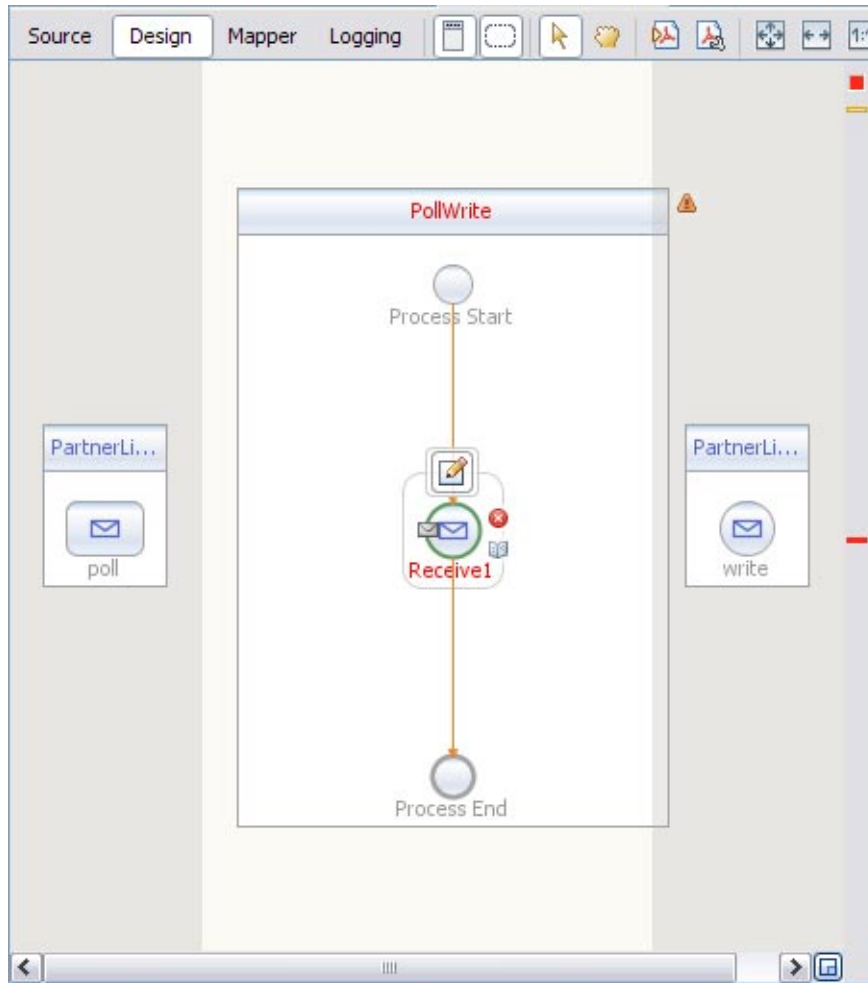 Source Design Mapper Logging
PollWrite
Process Start
PartnerLi...
PartnerLi...
poll
Receive1
write
Process End